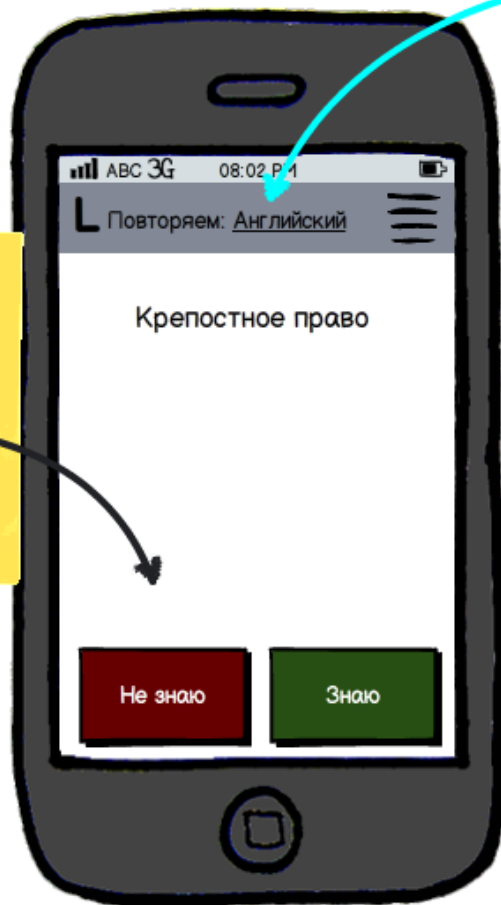 ABC 3G 08:02 PM
L Повторяем: Английский
Крепостное право
Не знаю Знаю